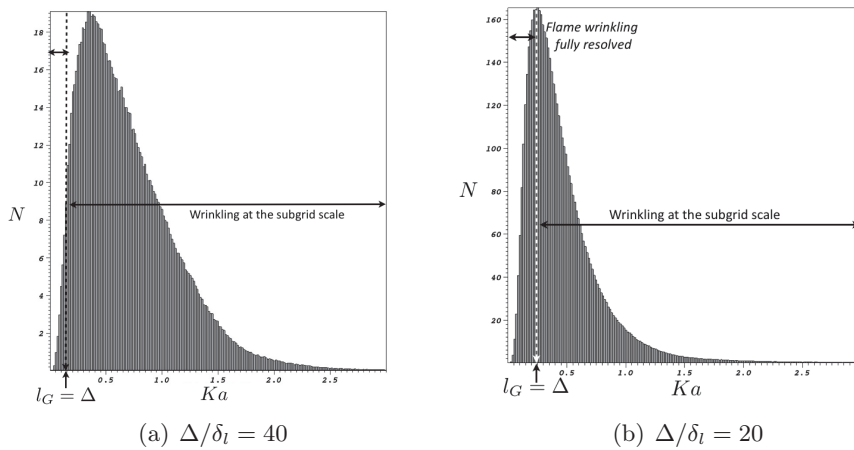 18
16
14
12
10
8
6
4
2
N
Wrinkling at the subgrid scale
0.5
1.0
1.5
2.0
2.5
l_G = Δ
Ka
(a) Δ/δ_l = 40
160
140
120
100
80
60
40
20
N
Flame wrinkling
fully resolved
Wrinkling at the subgrid scale
0.5
1.0
1.5
2.0
2.5
l_G = Δ
Ka
(b) Δ/δ_l = 20